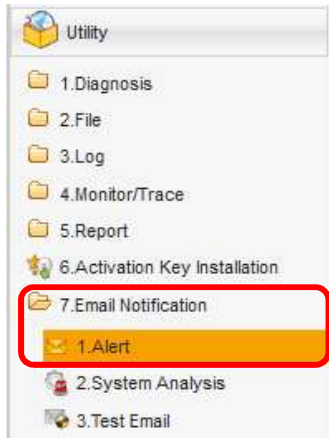 Utility
1.Diagnosis
2.File
3.Log
4.Monitor/Trace
5.Report
6.Activation Key Installation
7.Email Notification
1.Alert
2.System Analysis
3.Test Email